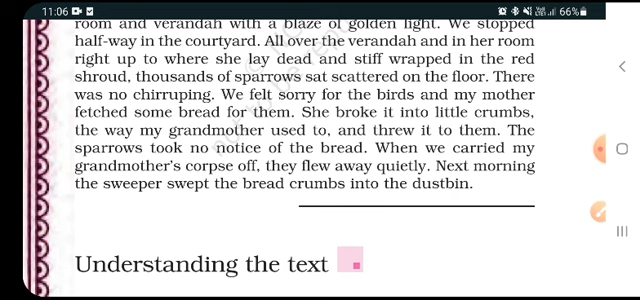 11:06 66%
room and verandah with a blaze of golden light. We stopped
half-way in the courtyard. All over the verandah and in her room
right up to where she lay dead and stiff wrapped in the red
shroud, thousands of sparrows sat scattered on the floor. There
was no chirruping. We felt sorry for the birds and my mother
fetched some bread for them. She broke it into little crumbs,
the way my grandmother used to, and threw it to them. The
sparrows took no notice of the bread. When we carried my
grandmother's corpse off, they flew away quietly. Next morning
the sweeper swept the bread crumbs into the dustbin.
Understanding the text